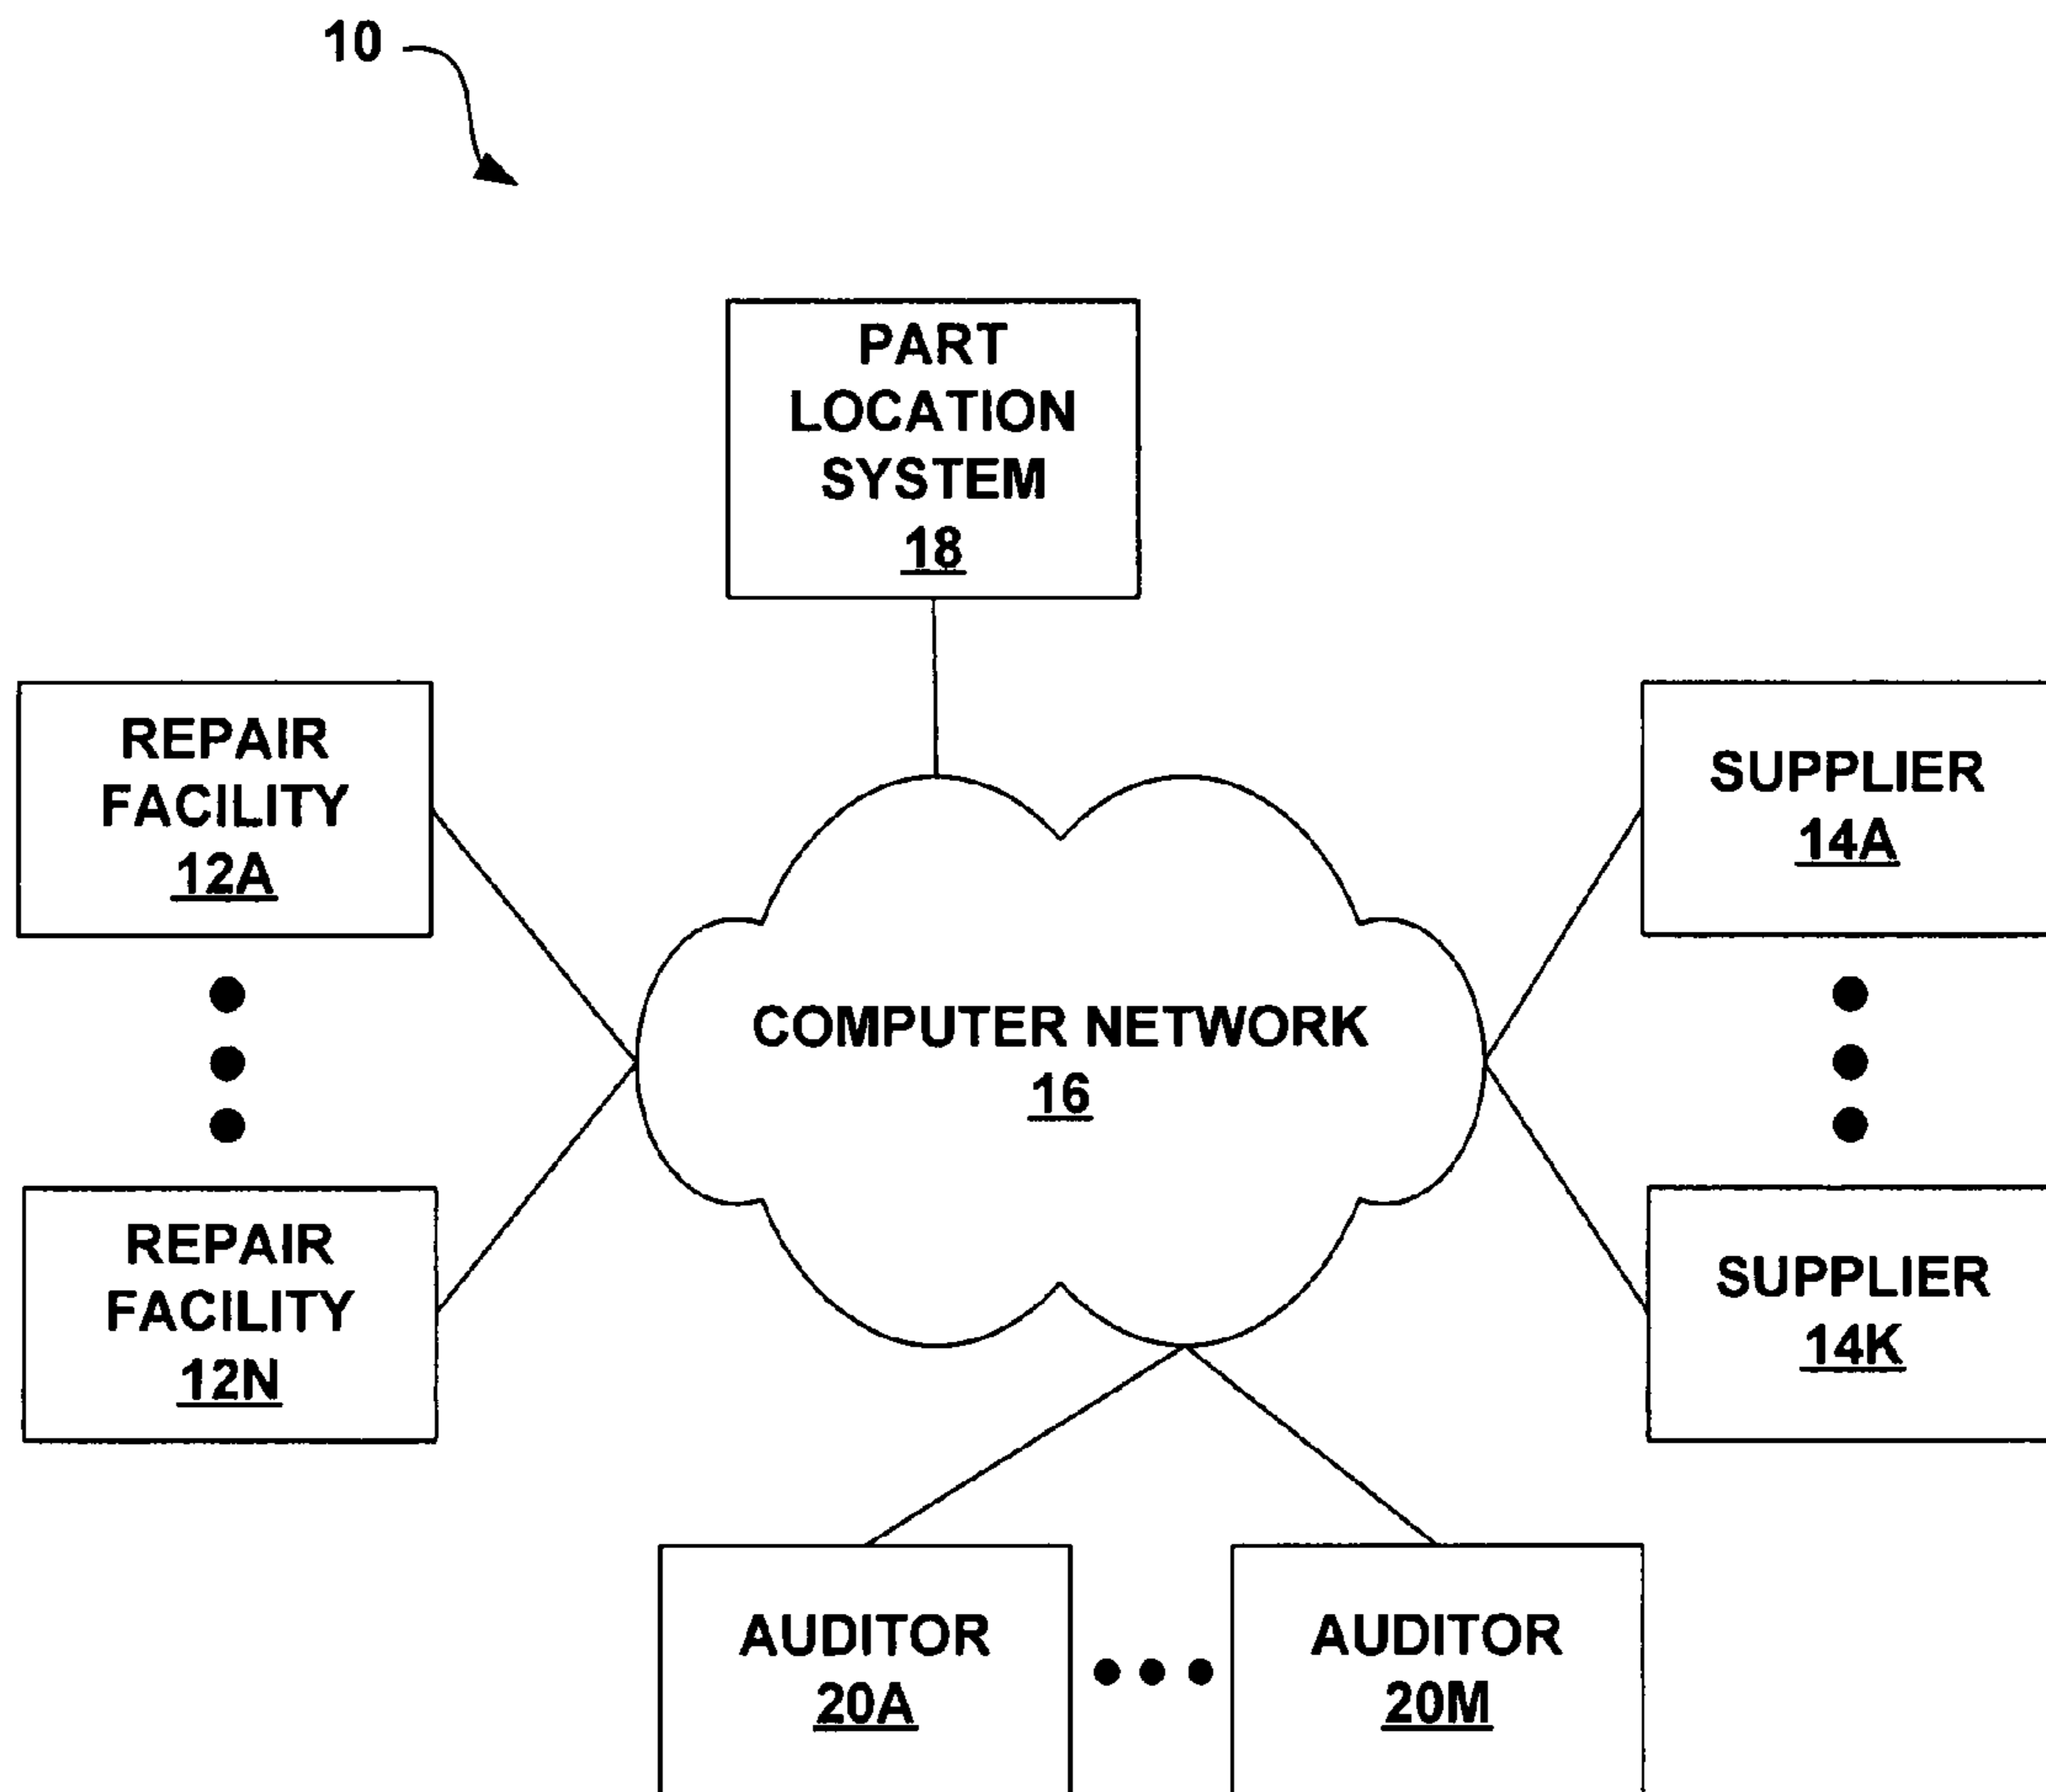 10
PART
LOCATION
SYSTEM
18
REPAIR
FACILITY
12A
SUPPLIER
14A
COMPUTER NETWORK
16
REPAIR
FACILITY
12N
SUPPLIER
14K
AUDITOR
20A
AUDITOR
20M